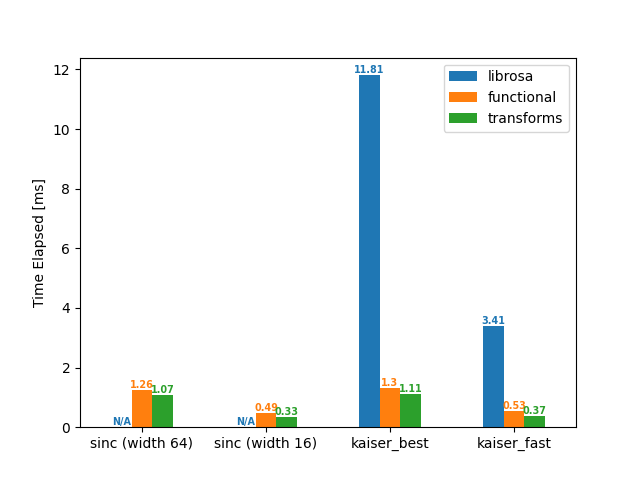 12
10
8
6
4
2
0
Time Elapsed [ms]
librosa
functional
transforms
N/A 1.26 1.07
N/A 0.49 0.33
11.81 1.3 1.11
3.41 0.53 0.37
sinc (width 64) sinc (width 16) kaiser_best kaiser_fast